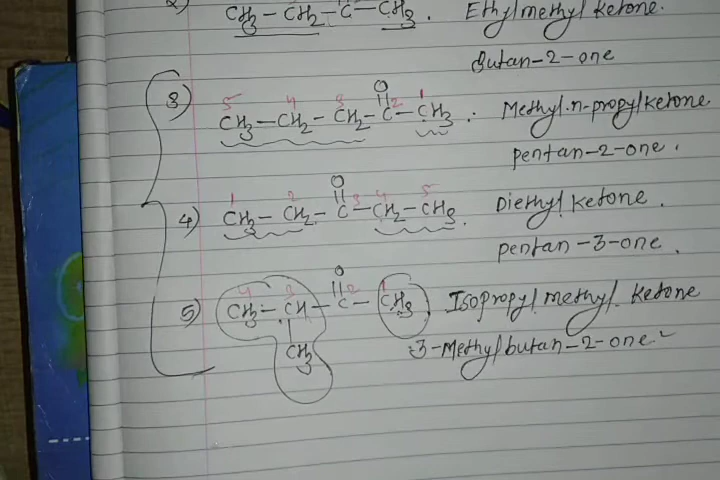 2)
CH3 – CH2 – C – CH3 . Ethylmethyl ketone.
Butan-2-one
O
3) CH3 – CH2 – CH2 – C – CH3 : Methyl-n-propylketone
5 4 3 2 1
pentan-2-one.
O
4) CH3 – CH2 – C – CH2 – CH3 . Diethyl ketone.
1 2 3 4 5
pentan-3-one.
O
5) CH3 – CH – C – CH3 . Isopropyl methyl ketone
4 3 2 1
CH3
3-Methylbutan-2-one